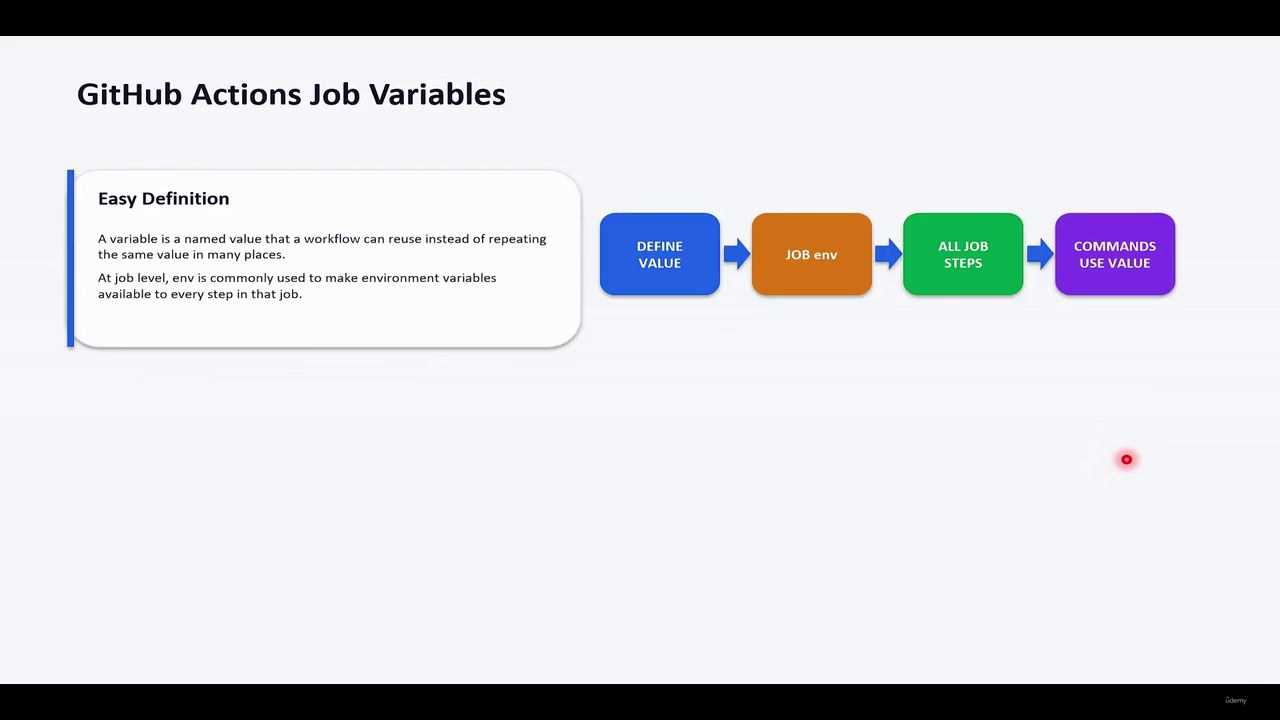 GitHub Actions Job Variables
Easy Definition
A variable is a named value that a workflow can reuse instead of repeating
the same value in many places.
At job level, env is commonly used to make environment variables
available to every step in that job.
DEFINE
VALUE
JOB env
ALL JOB
STEPS
COMMANDS
USE VALUE
ûdemy